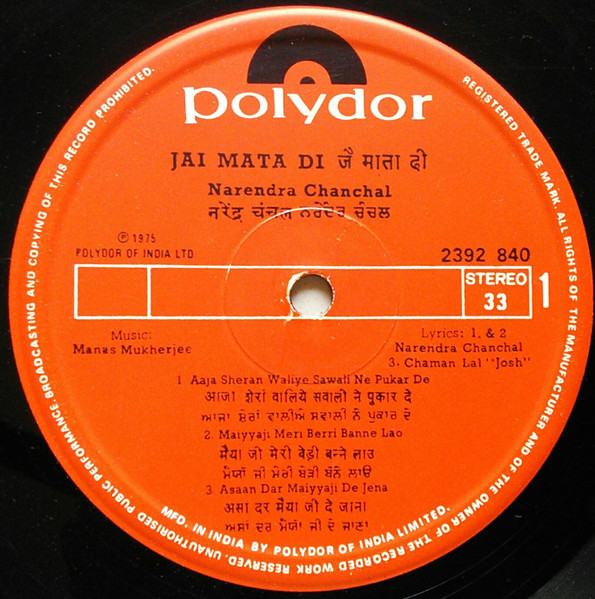 polydor
JAI MATA DI जै माता दी
Narendra Chanchal
नरेंद्र चंचल ਨਰੇਂਦਰ ਚੰਚਲ
℗ 1975
POLYDOR OF INDIA LTD
2392 840
STEREO
33
1
Music:
Manas Mukherjee
Lyrics: 1, & 2
Narendra Chanchal
3. Chaman Lal "Josh"
1 Aaja Sheran Waliye Sawali Ne Pukar De
आजा शेरां वालिये सवाली ने पुकार दे
ਆਜਾ ਸ਼ੇਰਾਂ ਵਾਲੀਏ ਸਵਾਲੀ ਨੇ ਪੁਕਾਰ ਦੇ
2. Maiyyaji Meri Berri Banne Lao
मैया जी मेरी बेड़ी बन्ने लाउ
ਮੈਯਾਂ ਜੀ ਮੇਰੀ ਬੇੜੀ ਬੰਨੇ ਲਾਓ
3 Asaan Dar Maiyyaji De Jena
असा दर मैया जी दे जाना
ਅਸਾਂ ਦਰ ਮੈਯਾਂ ਜੀ ਦੇ ਜਾਣਾ
MFD. IN INDIA BY POLYDOR OF INDIA LIMITED.
REGISTERED TRADE MARK. ALL RIGHTS OF THE MANUFACTURER AND OF THE OWNER OF THE RECORDED WORK RESERVED. UNAUTHORISED PUBLIC PERFORMANCE, BROADCASTING AND COPYING OF THIS RECORD PROHIBITED.